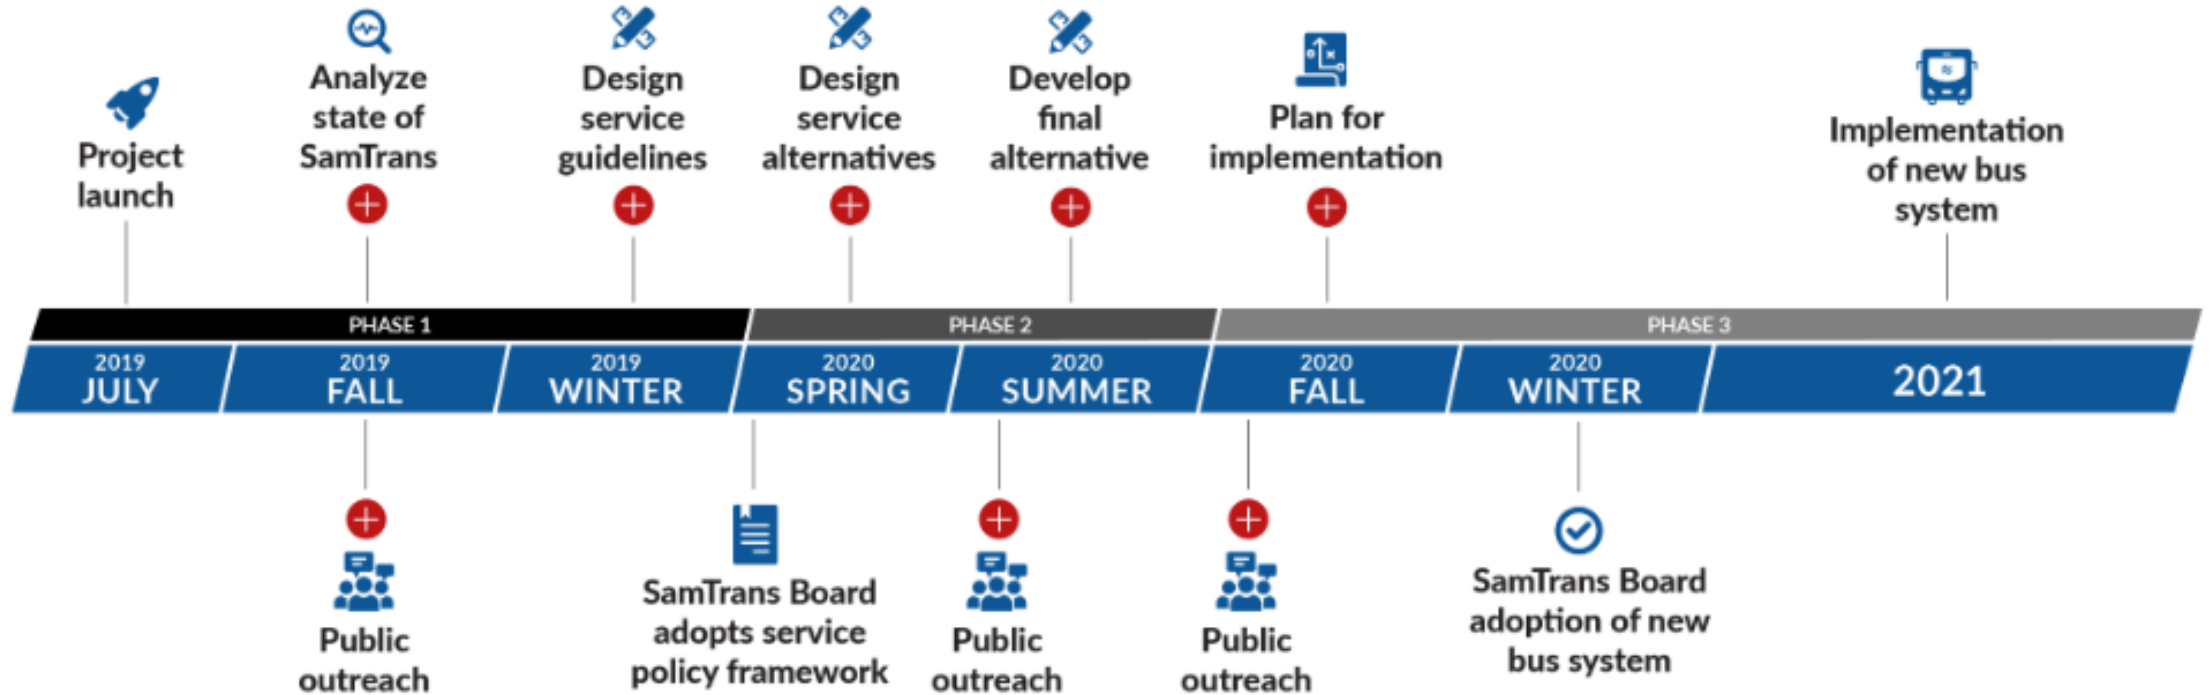 Project
launch
Analyze
state of
SamTrans
Design
service
guidelines
Design
service
alternatives
Develop
final
alternative
Plan for
implementation
Implementation
of new bus
system
PHASE 1
PHASE 2
PHASE 3
2019
JULY
2019
FALL
2019
WINTER
2020
SPRING
2020
SUMMER
2020
FALL
2020
WINTER
2021
Public
outreach
SamTrans Board
adopts service
policy framework
Public
outreach
Public
outreach
SamTrans Board
adoption of new
bus system